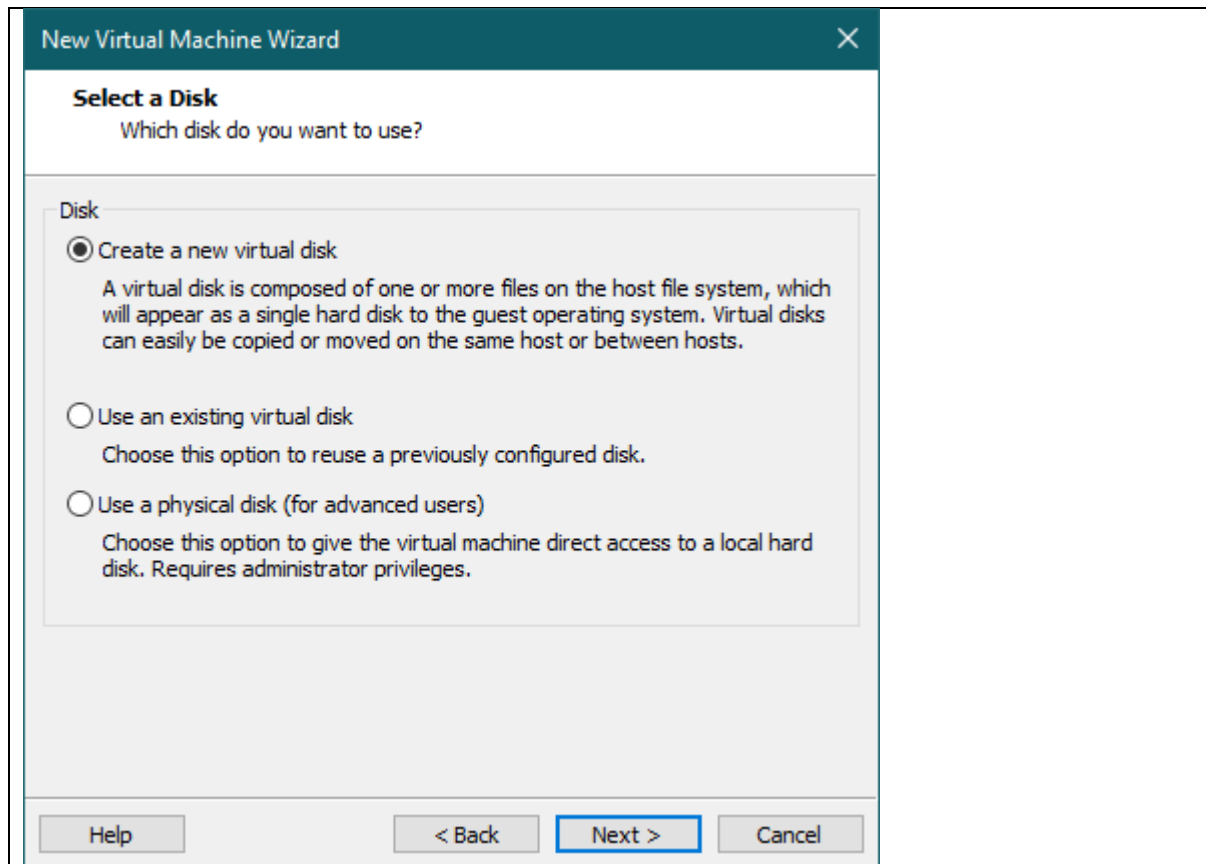 New Virtual Machine Wizard
Select a Disk
Which disk do you want to use?
Disk
Create a new virtual disk
A virtual disk is composed of one or more files on the host file system, which
will appear as a single hard disk to the guest operating system. Virtual disks
can easily be copied or moved on the same host or between hosts.
Use an existing virtual disk
Choose this option to reuse a previously configured disk.
Use a physical disk (for advanced users)
Choose this option to give the virtual machine direct access to a local hard
disk. Requires administrator privileges.
Help
< Back
Next >
Cancel